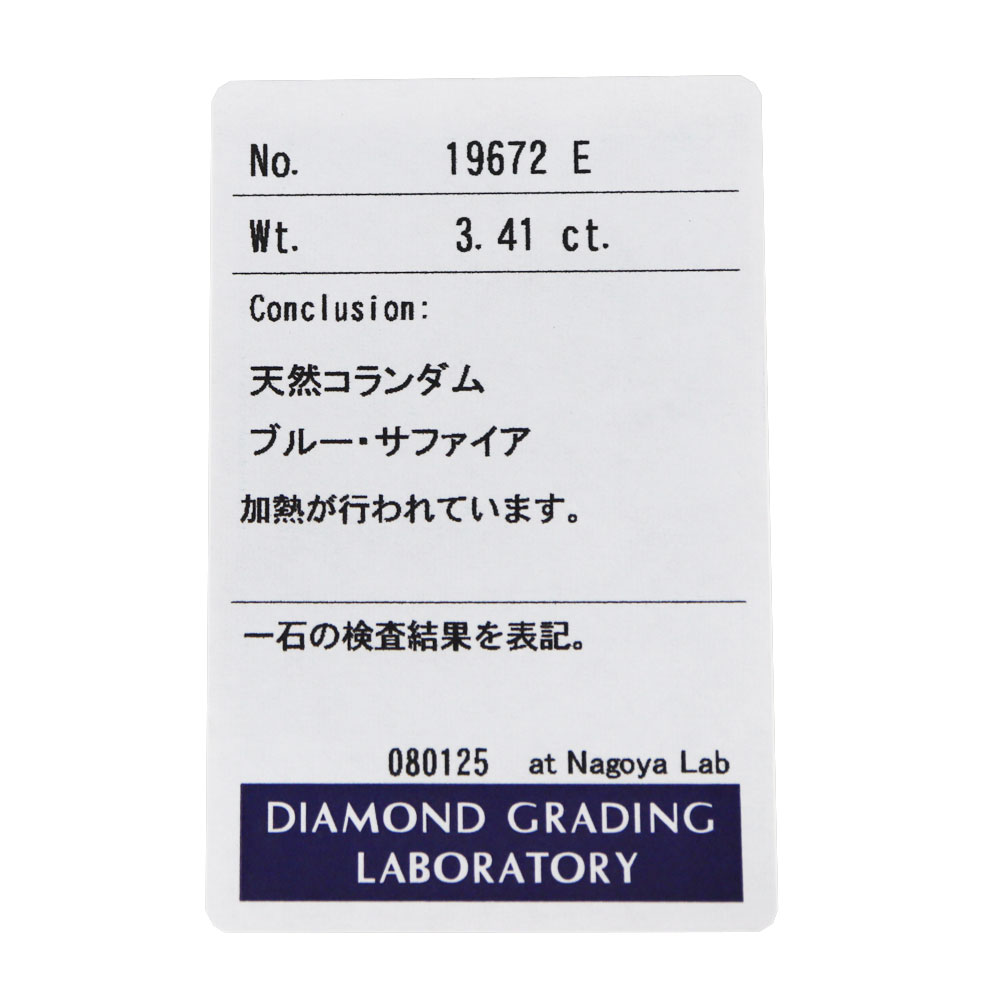 No. 19672 E
Wt. 3.41 ct.
Conclusion:
天然コランダム
ブルー・サファイア
加熱が行われています。
一石の検査結果を表記。
080125 at Nagoya Lab
DIAMOND GRADING
LABORATORY